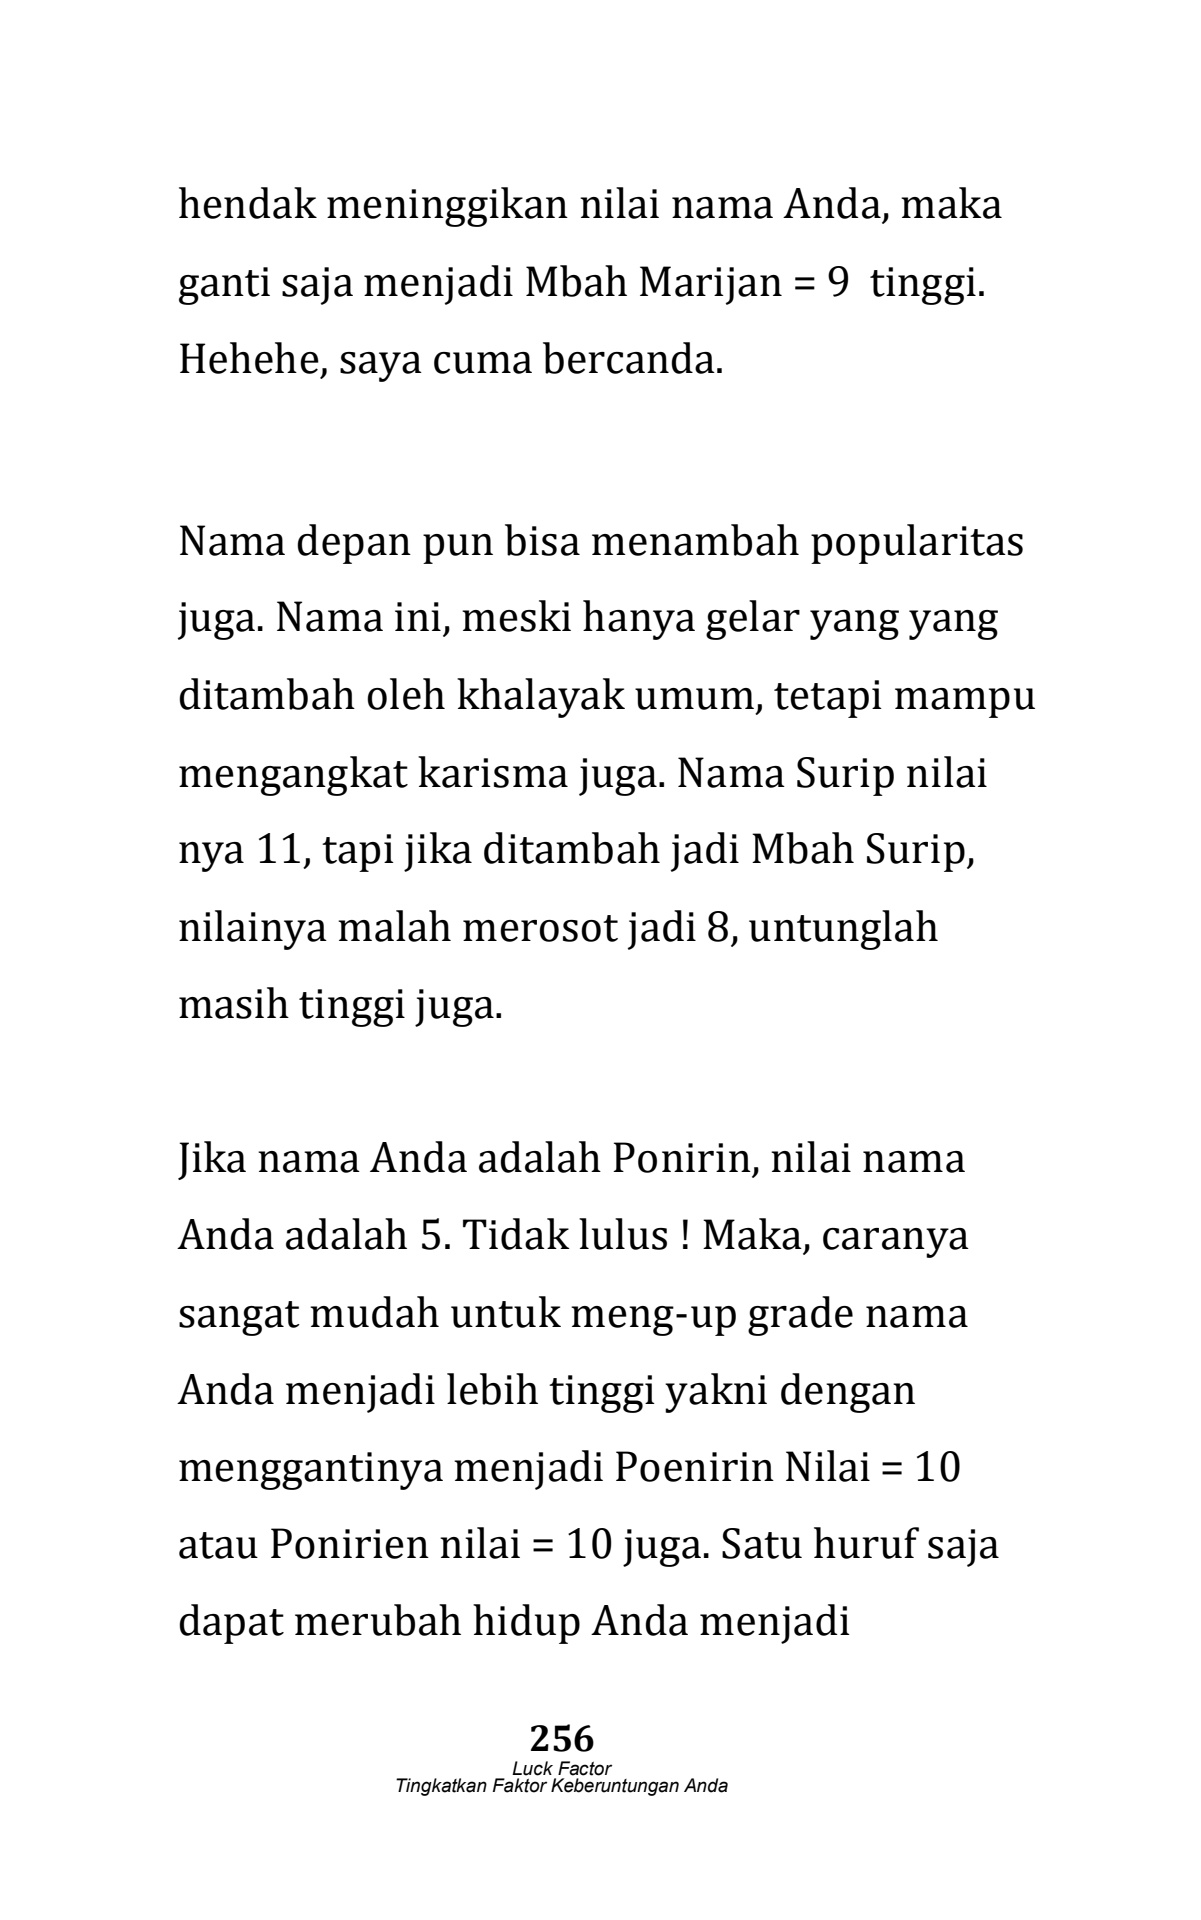 hendak meninggikan nilai nama Anda, maka
ganti saja menjadi Mbah Marijan = 9  tinggi.
Hehehe, saya cuma bercanda.
Nama depan pun bisa menambah popularitas
juga. Nama ini, meski hanya gelar yang yang
ditambah oleh khalayak umum, tetapi mampu
mengangkat karisma juga. Nama Surip nilai
nya 11, tapi jika ditambah jadi Mbah Surip,
nilainya malah merosot jadi 8, untunglah
masih tinggi juga.
Jika nama Anda adalah Ponirin, nilai nama
Anda adalah 5. Tidak lulus ! Maka, caranya
sangat mudah untuk meng-up grade nama
Anda menjadi lebih tinggi yakni dengan
menggantinya menjadi Poenirin Nilai = 10
atau Ponirien nilai = 10 juga. Satu huruf saja
dapat merubah hidup Anda menjadi
256
Luck Factor
Tingkatkan Faktor Keberuntungan Anda